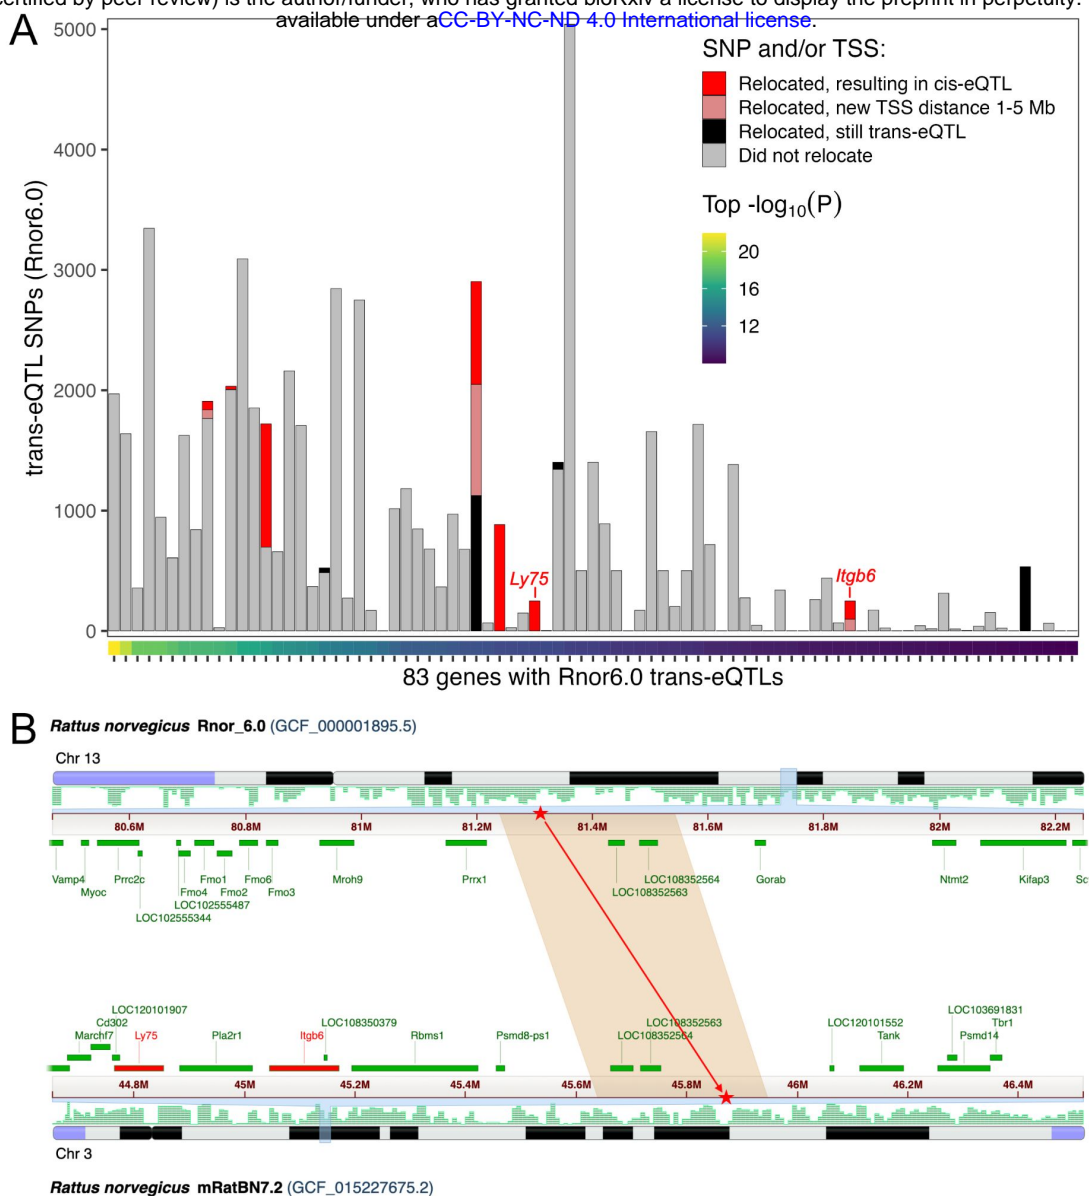 certified by peer review) is the author/funder, who has granted bioRxiv a license to display the preprint in perpetuity.
available under aCC-BY-NC-ND 4.0 International license.
A
SNP and/or TSS:
Relocated, resulting in cis-eQTL
Relocated, new TSS distance 1-5 Mb
Relocated, still trans-eQTL
Did not relocate
Top -log10(P)
20
16
12
trans-eQTL SNPs (Rnor6.0)
5000
4000
3000
2000
1000
0
Ly75
Itgb6
83 genes with Rnor6.0 trans-eQTLs
B
Rattus norvegicus Rnor_6.0 (GCF_000001895.5)
Chr 13
80.6M 80.8M 81M 81.2M 81.4M 81.6M 81.8M 82M 82.2M
Vamp4 Prrc2c Fmo1 Fmo6 Mroh9 Prrx1 LOC108352564 Gorab Ntmt2 Kifap3
Myoc Fmo4 Fmo2 Fmo3 LOC108352563
LOC102555487
LOC102555344
LOC120101907 LOC103691831
Cd302 LOC108350379 LOC108352563 LOC120101552 Tbr1
Marchf7 Ly75 Pla2r1 Itgb6 Rbms1 Psmd8-ps1 LOC108352564 Tank Psmd14
44.8M 45M 45.2M 45.4M 45.6M 45.8M 46M 46.2M 46.4M
Chr 3
Rattus norvegicus mRatBN7.2 (GCF_015227675.2)